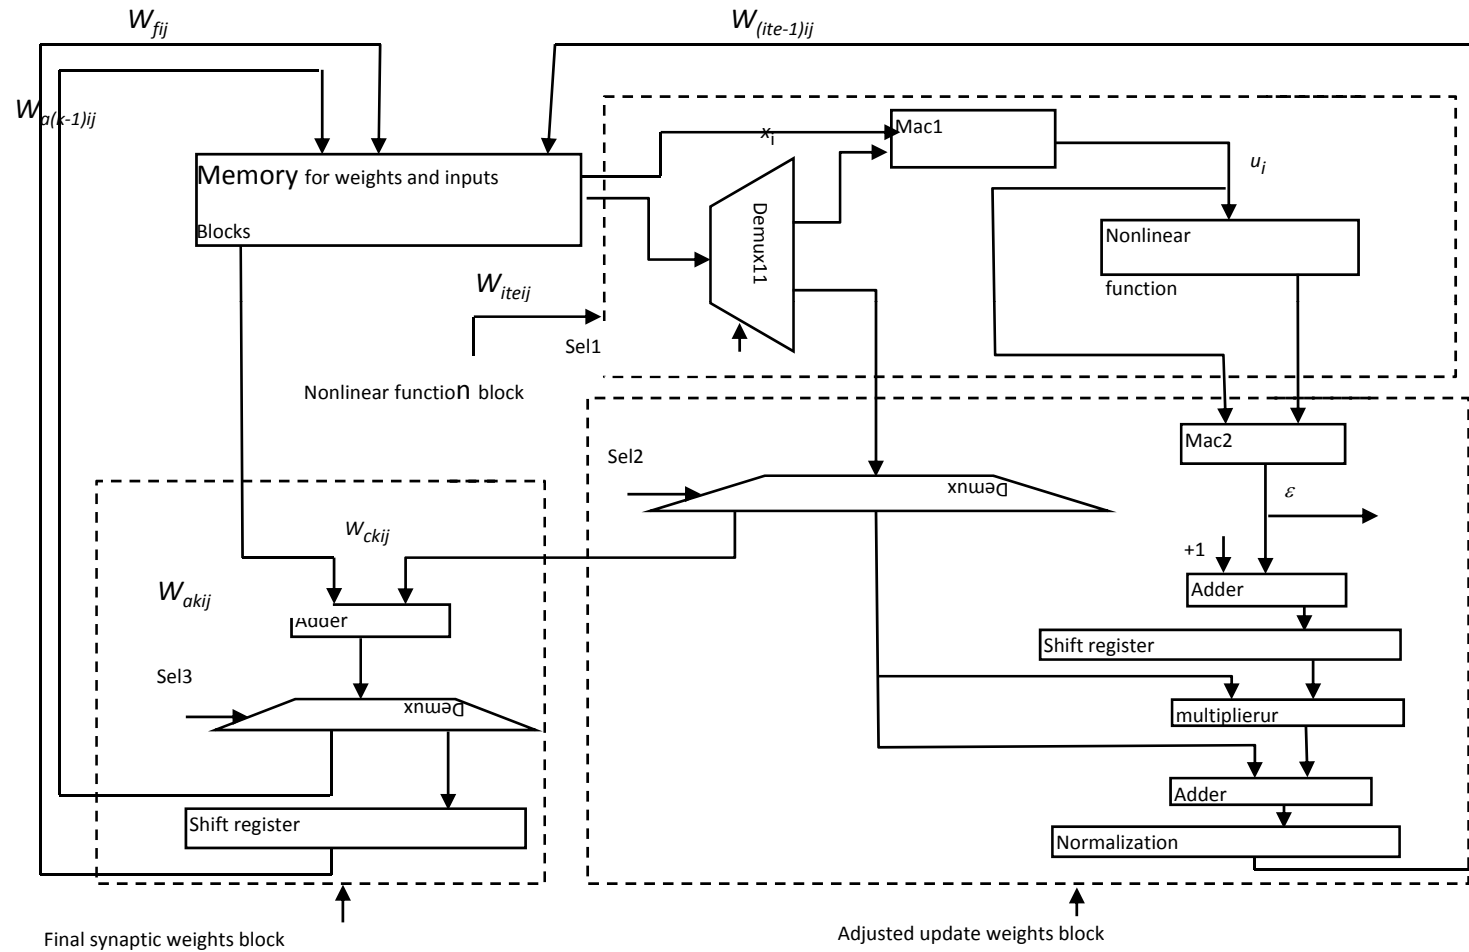 W_fij
W_(ite-1)ij
W_a(k-1)ij
x_i
Mac1
Memory for weights and inputs
u_i
Demux11
Blocks
Nonlinear
function
W_iteij
Sel1
Nonlinear function block
Mac2
Sel2
Demux
ε
W_ckij
+1
Adder
W_akij
Adder
Shift register
Sel3
Demux
multiplierur
Adder
Shift register
Normalization
Final synaptic weights block
Adjusted update weights block